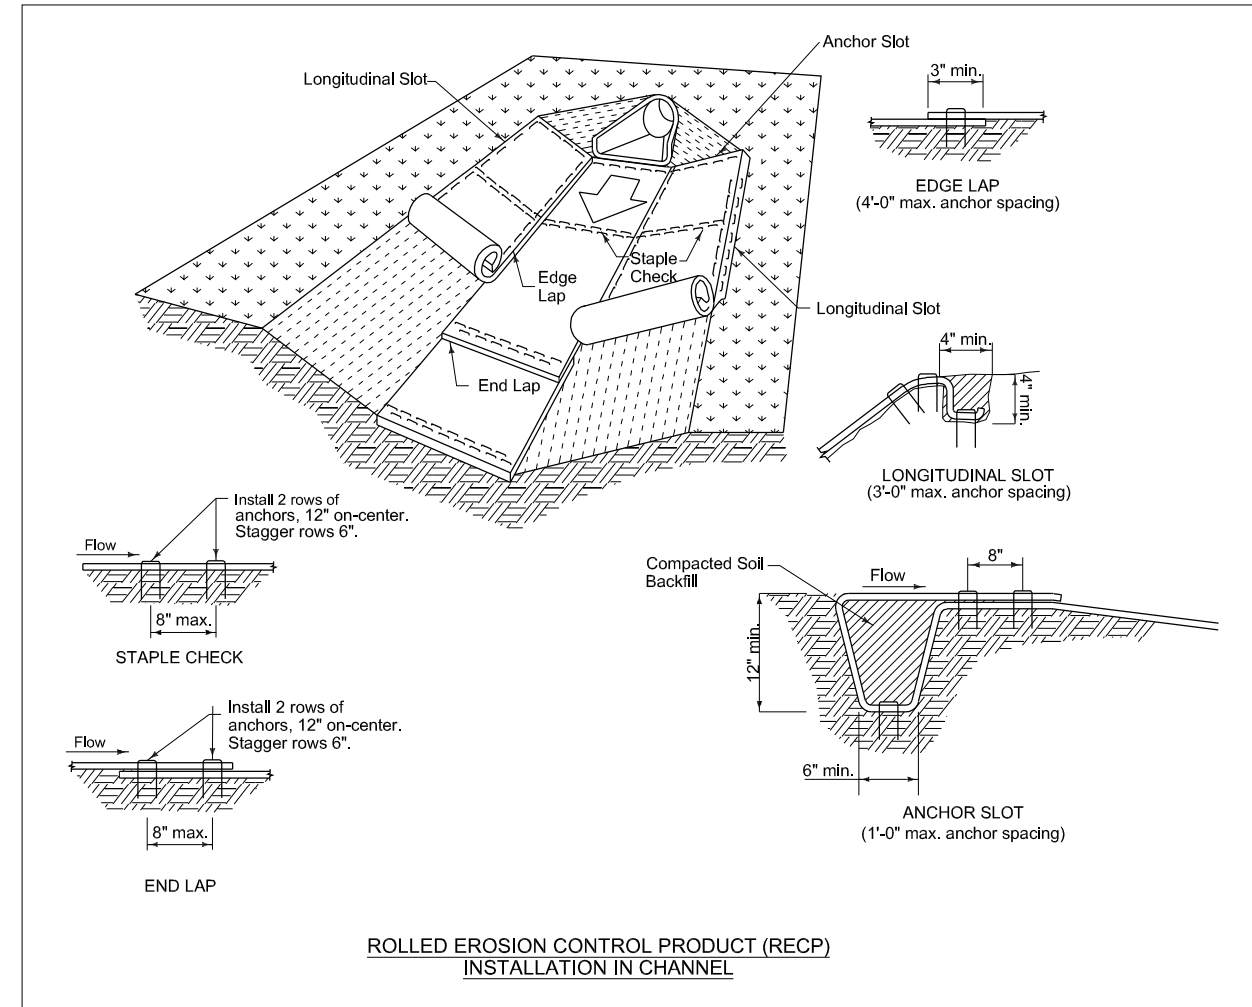 Anchor Slot
Longitudinal Slot
3" min.
EDGE LAP
(4'-0" max. anchor spacing)
Staple
Check
Edge
Lap
Longitudinal Slot
End Lap
4" min.
4" min.
LONGITUDINAL SLOT
(3'-0" max. anchor spacing)
Install 2 rows of
anchors, 12" on-center.
Stagger rows 6".
Flow
8" max.
STAPLE CHECK
Compacted Soil
Backfill
Flow
8"
12" min.
6" min.
ANCHOR SLOT
(1'-0" max. anchor spacing)
Install 2 rows of
anchors, 12" on-center.
Stagger rows 6".
Flow
8" max.
END LAP
ROLLED EROSION CONTROL PRODUCT (RECP)
INSTALLATION IN CHANNEL